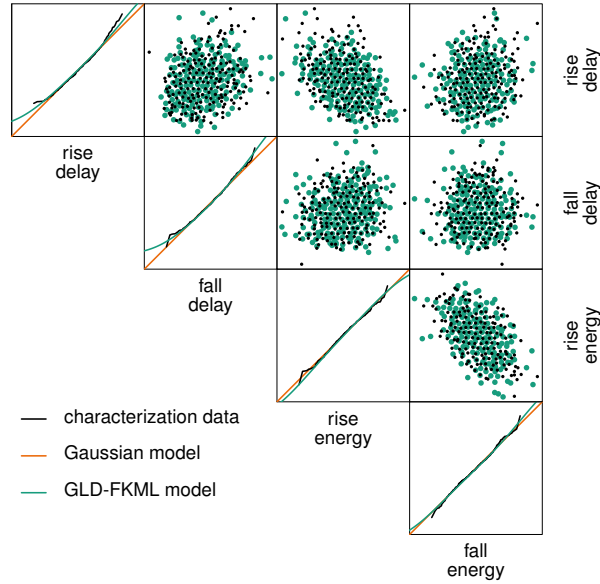 rise
delay
rise
delay
fall
delay
fall
delay
rise
energy
rise
energy
characterization data
Gaussian model
GLD-FKML model
fall
energy